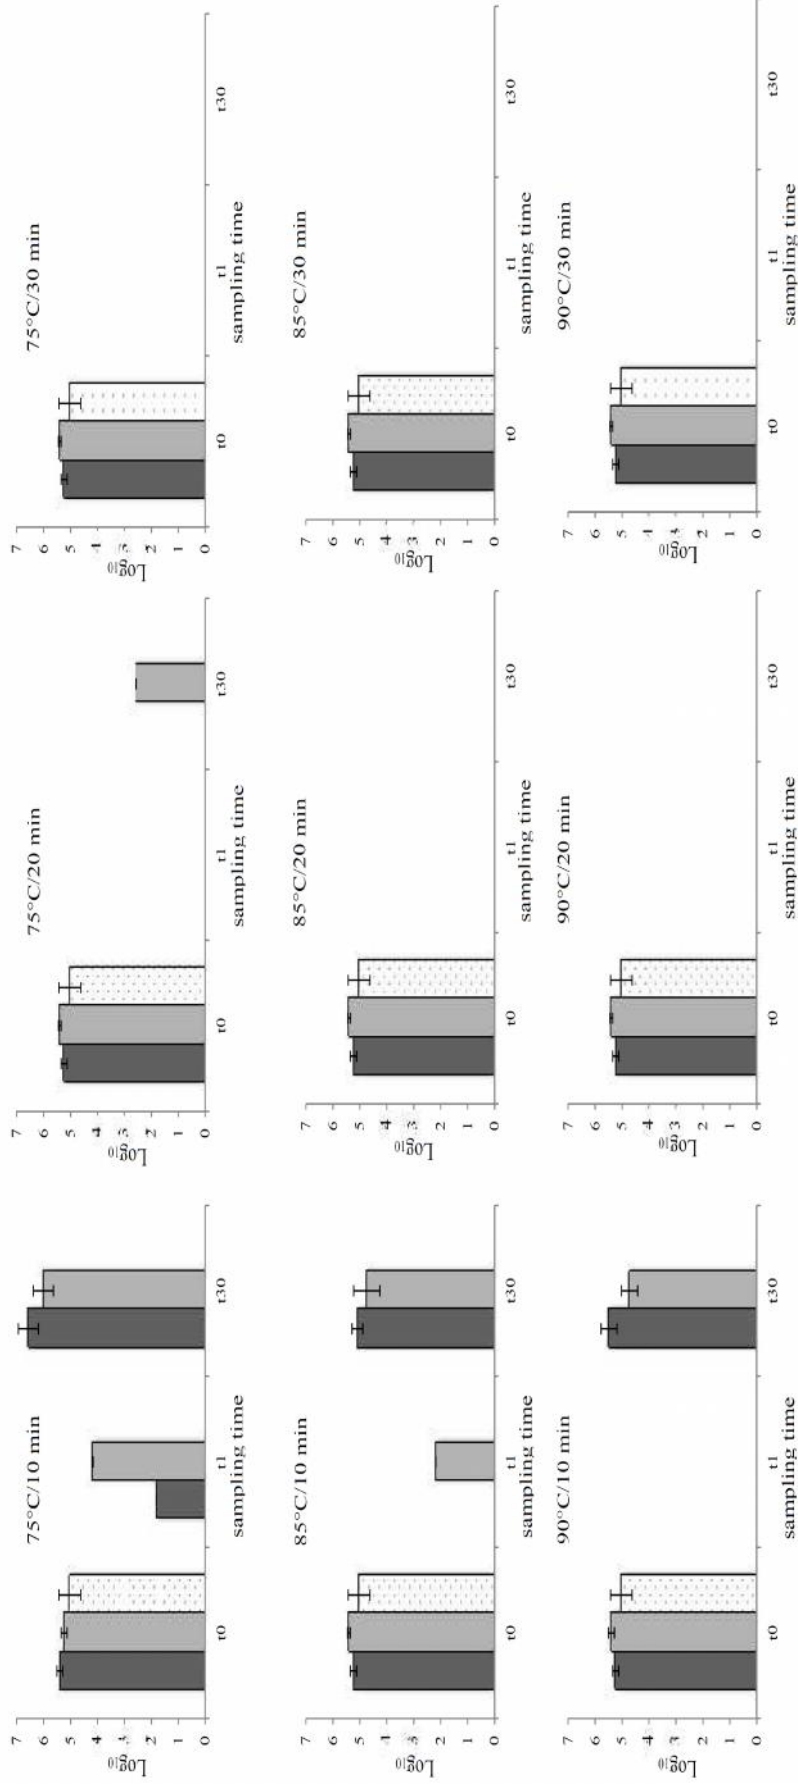 75°C/10 min
7
6
5
4
3
2
1
0
Log10
t0
t1
t30
sampling time
75°C/20 min
7
6
5
4
3
2
1
0
Log10
t0
t1
t30
sampling time
75°C/30 min
7
6
5
4
3
2
1
0
Log10
t0
t1
t30
sampling time
85°C/10 min
7
6
5
4
3
2
1
0
Log10
t0
t1
t30
sampling time
85°C/20 min
7
6
5
4
3
2
1
0
Log10
t0
t1
t30
sampling time
85°C/30 min
7
6
5
4
3
2
1
0
Log10
t0
t1
t30
sampling time
90°C/10 min
7
6
5
4
3
2
1
0
Log10
t0
t1
t30
sampling time
90°C/20 min
7
6
5
4
3
2
1
0
Log10
t0
t1
t30
sampling time
90°C/30 min
7
6
5
4
3
2
1
0
Log10
t0
t1
t30
sampling time